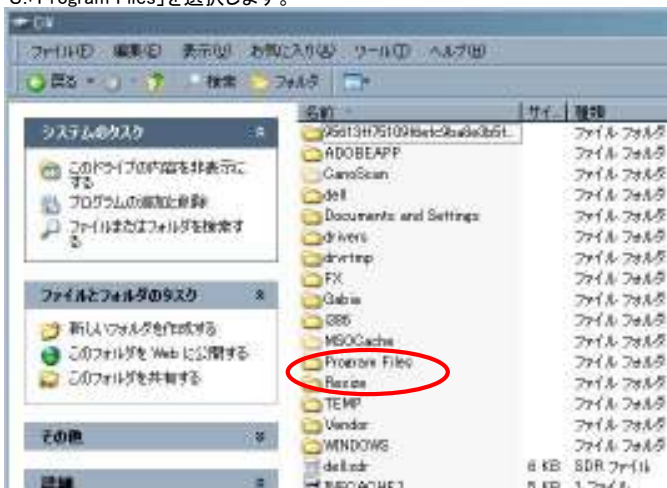 C:「Program Files」を選択します。
C:¥
ファイル(F) 編集(E) 表示(V) お気に入り(A) ツール(T) ヘルプ(H)
戻る 検索 フォルダ
名前 サイ.. 種類
システムのタスク
このドライブの内容を非表示に
する
プログラムの追加と削除
ファイルまたはフォルダを検索す
る
ファイルとフォルダのタスク
新しいフォルダを作成する
このフォルダを Web に公開する
このフォルダを共有する
その他
詳細
ファイル フォルダ
ADOBEAPP ファイル フォルダ
CanoScan ファイル フォルダ
dell ファイル フォルダ
Documents and Settings ファイル フォルダ
drivers ファイル フォルダ
drvrtmp ファイル フォルダ
FX ファイル フォルダ
Gabia ファイル フォルダ
I386 ファイル フォルダ
MSOCache ファイル フォルダ
Program Files ファイル フォルダ
Resize ファイル フォルダ
TEMP ファイル フォルダ
Vendor ファイル フォルダ
WINDOWS ファイル フォルダ
dell.sdr 6 KB SDR ファイル
5 KB 1 ファイル